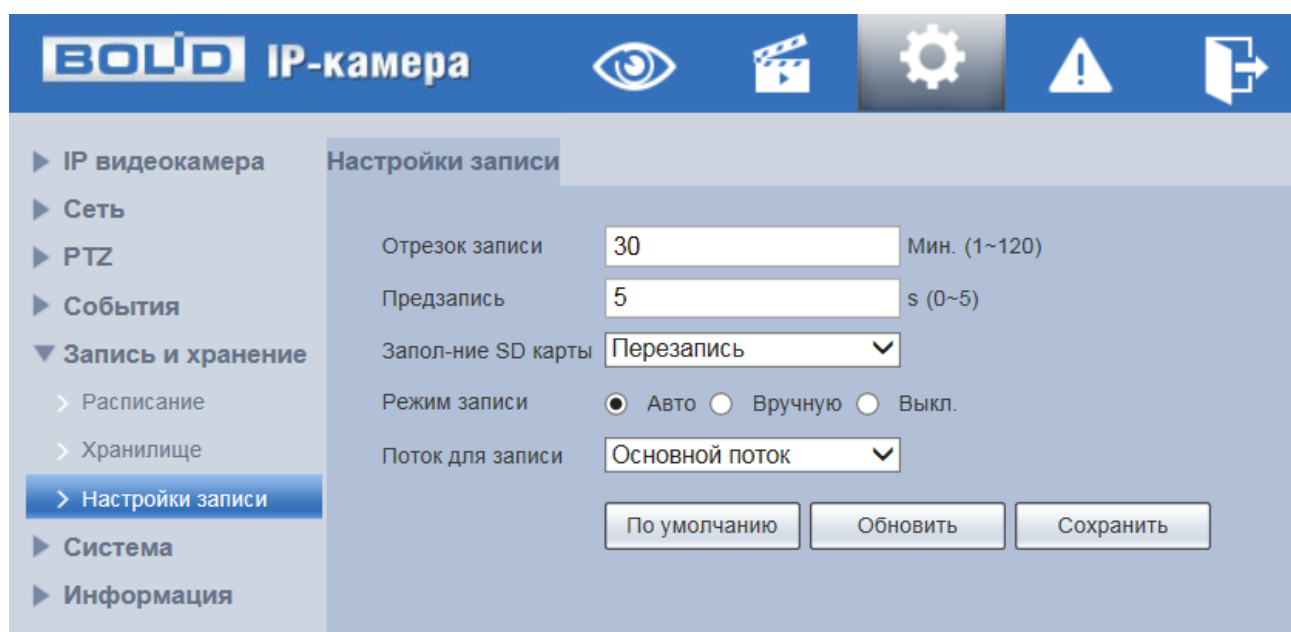 BOLID IP-камера
IP видеокамера
Сеть
PTZ
События
Запись и хранение
Расписание
Хранилище
Настройки записи
Система
Информация
Настройки записи
Отрезок записи 30 Мин. (1~120)
Предзапись 5 s (0~5)
Запол-ние SD карты Перезапись
Режим записи Авто Вручную Выкл.
Поток для записи Основной поток
По умолчанию Обновить Сохранить